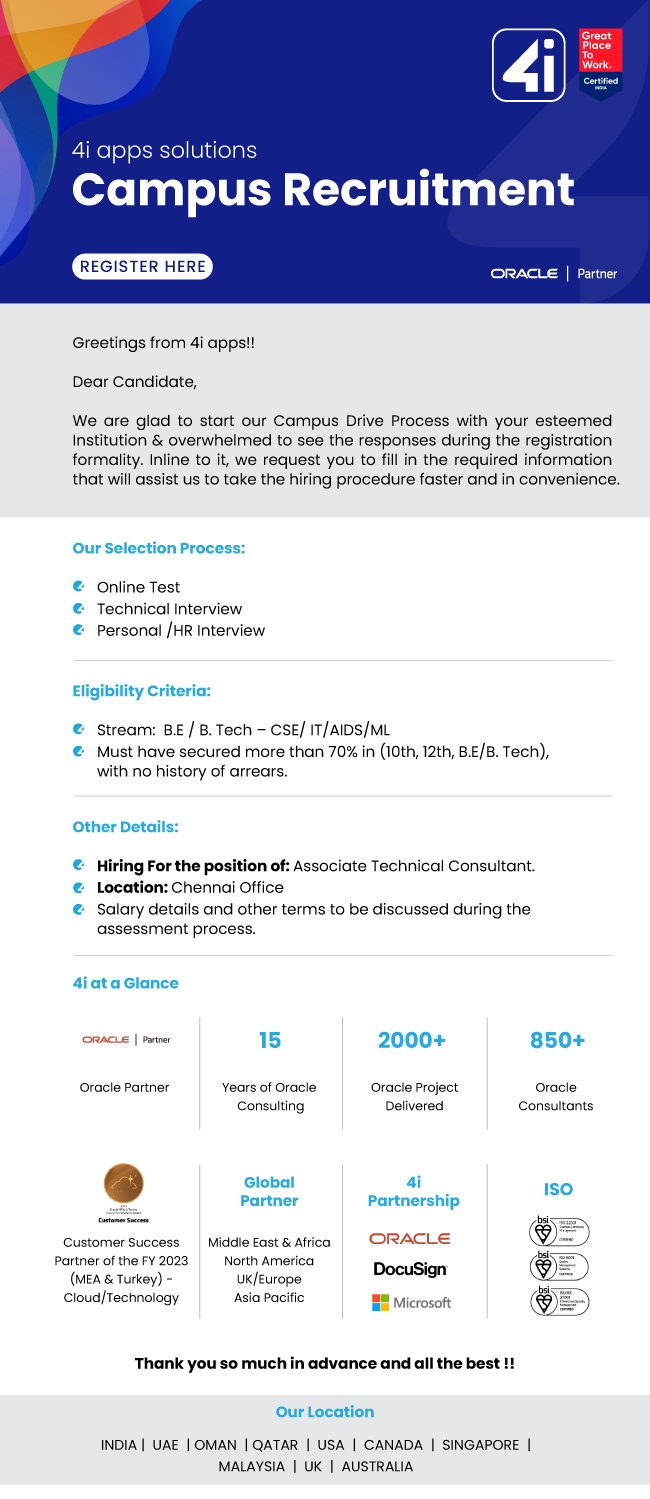 4i
Great
Place
To
Work.
Certified
INDIA
4i apps solutions
Campus Recruitment
REGISTER HERE
ORACLE | Partner
Greetings from 4i apps!!
Dear Candidate,
We are glad to start our Campus Drive Process with your esteemed
Institution & overwhelmed to see the responses during the registration
formality. Inline to it, we request you to fill in the required information
that will assist us to take the hiring procedure faster and in convenience.
Our Selection Process:
Online Test
Technical Interview
Personal /HR Interview
Eligibility Criteria:
Stream:  B.E / B. Tech – CSE/ IT/AIDS/ML
Must have secured more than 70% in (10th, 12th, B.E/B. Tech),
with no history of arrears.
Other Details:
Hiring For the position of: Associate Technical Consultant.
Location: Chennai Office
Salary details and other terms to be discussed during the
assessment process.
4i at a Glance
ORACLE | Partner
Oracle Partner
15
Years of Oracle
Consulting
2000+
Oracle Project
Delivered
850+
Oracle
Consultants
Customer Success
Customer Success
Partner of the FY 2023
(MEA & Turkey) -
Cloud/Technology
Global
Partner
Middle East & Africa
North America
UK/Europe
Asia Pacific
4i
Partnership
ORACLE
DocuSign
Microsoft
ISO
bsi
bsi
bsi
Thank you so much in advance and all the best !!
Our Location
INDIA | UAE | OMAN | QATAR | USA | CANADA | SINGAPORE |
MALAYSIA | UK | AUSTRALIA